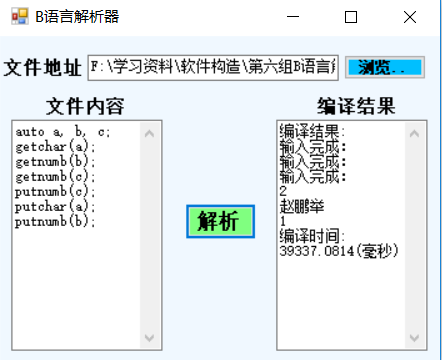 B语言解析器
文件地址 F:\学习资料\软件构造\第六组B语言 浏览..
文件内容
auto a, b, c;
getchar(a);
getnumb(b);
getnumb(c);
putnumb(c);
putchar(a);
putnumb(b);
解析
编译结果
编译结果:
输入完成:
输入完成:
输入完成:
2
赵鹏举
1
编译时间:
39337.0814(毫秒)